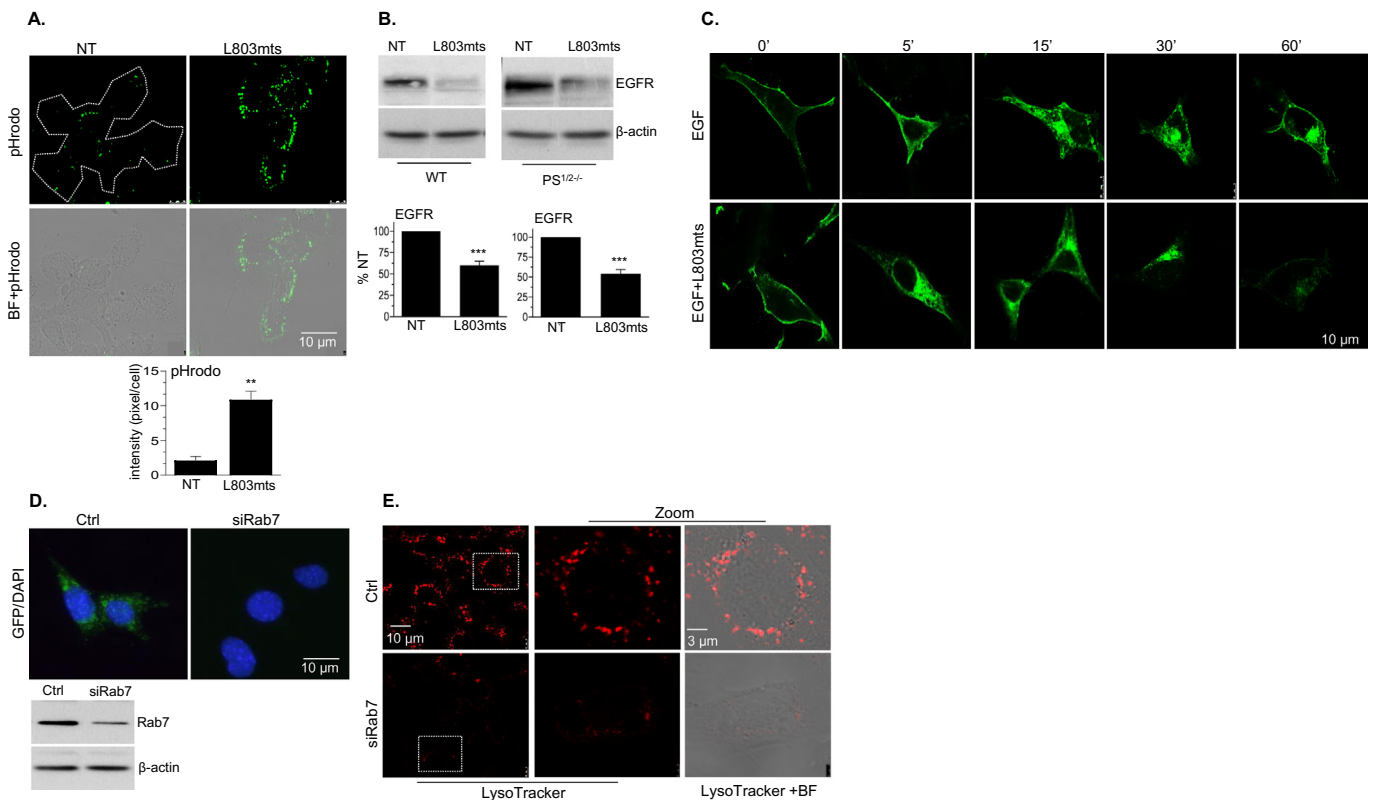 A.
NT L803mts
pHrodo
BF+pHrodo
10 µm
pHrodo
intensity (pixel/cell)
15
10
5
0
**
NT L803mts
B.
NT L803mts NT L803mts
EGFR
β-actin
WT PS1/2-/-
EGFR
% NT
100
75
50
25
0
***
NT L803mts
EGFR
100
75
50
25
0
***
NT L803mts
C.
0’ 5’ 15’ 30’ 60’
EGF
EGF+L803mts
10 µm
D.
Ctrl siRab7
GFP/DAPI
10 µm
Ctrl siRab7
Rab7
β-actin
E.
Zoom
Ctrl
10 µm
3 µm
siRab7
LysoTracker LysoTracker +BF